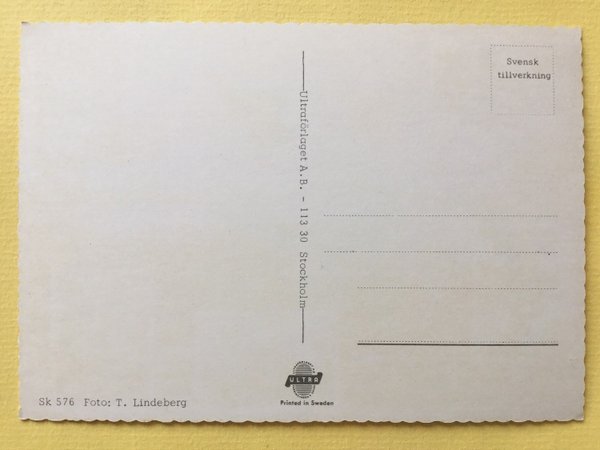 Svensk
tillverkning
Ultraförlaget A.B. - 113 30 Stockholm
ULTRA
Printed in Sweden
Sk 576 Foto: T. Lindeberg